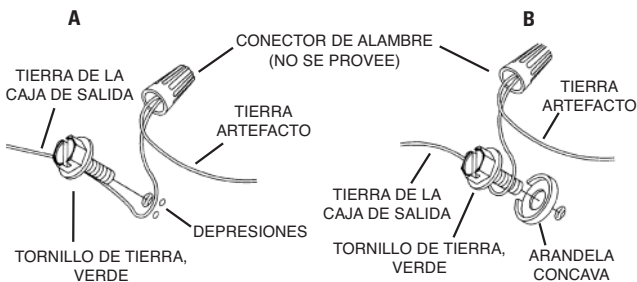 A
B
CONECTOR DE ALAMBRE
(NO SE PROVEE)
TIERRA DE LA
CAJA DE SALIDA
TIERRA
ARTEFACTO
TIERRA
ARTEFACTO
TIERRA DE LA
CAJA DE SALIDA
DEPRESIONES
TORNILLO DE TIERRA,
VERDE
TORNILLO DE TIERRA,
VERDE
ARANDELA
CONCAVA